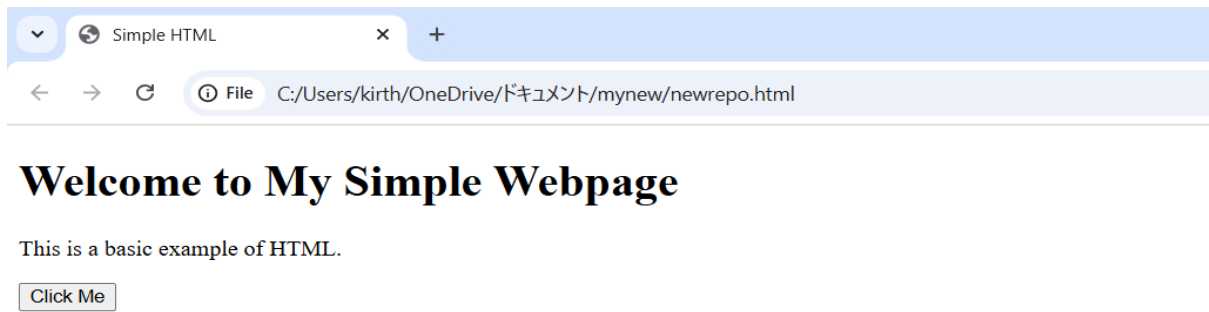 Simple HTML
File C:/Users/kirth/OneDrive/ドキュメント/mynew/newrepo.html
Welcome to My Simple Webpage
This is a basic example of HTML.
Click Me